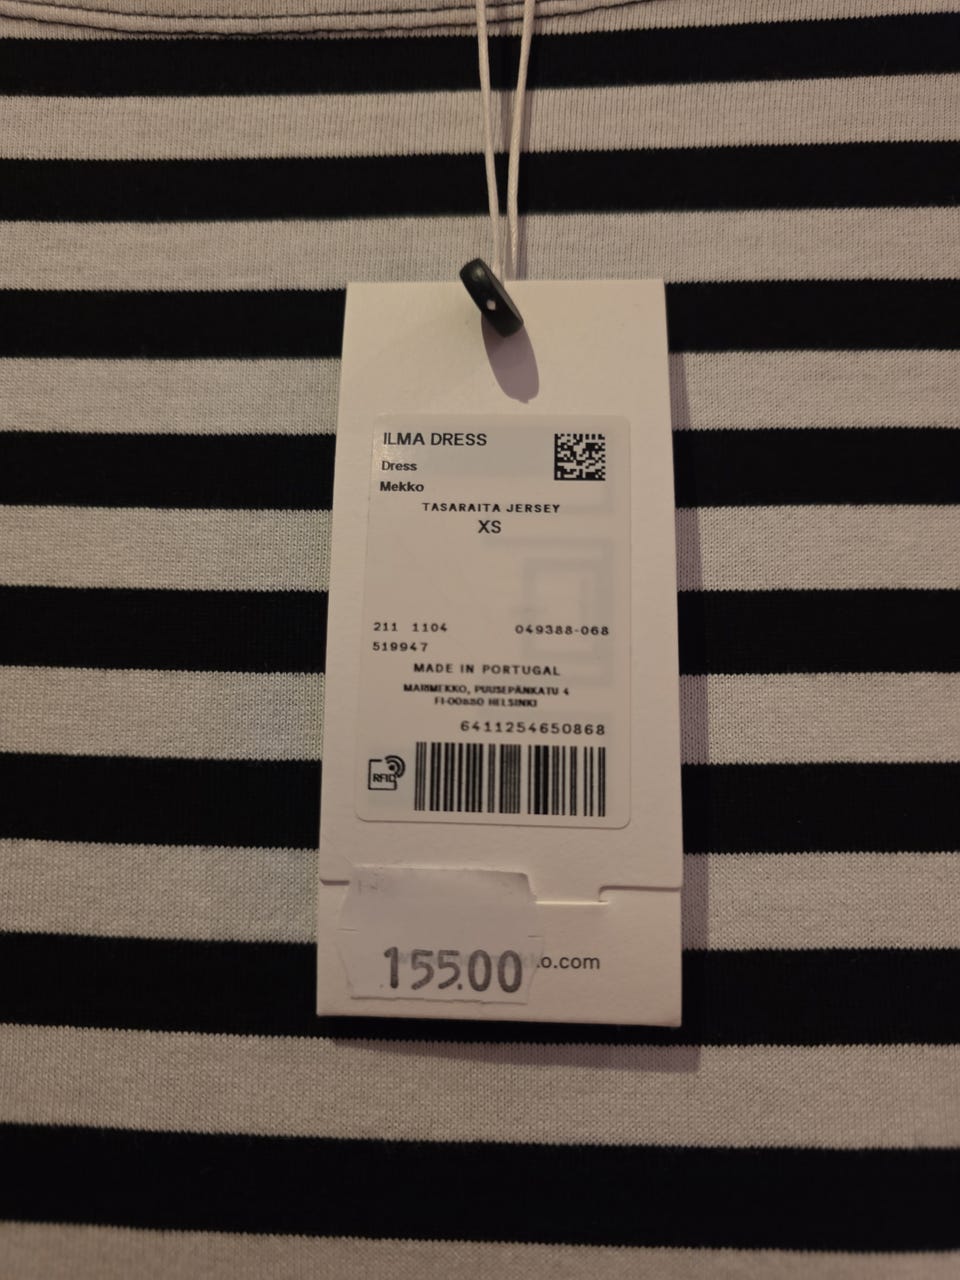 ILMA DRESS
Dress
Mekko
TASARAITA JERSEY
XS
211 1104 049388-068
519947
MADE IN PORTUGAL
MARIMEKKO, PUUSEPÄNKATU 4
FI-00880 HELSINKI
6411254650868
RFID
155.00
o.com